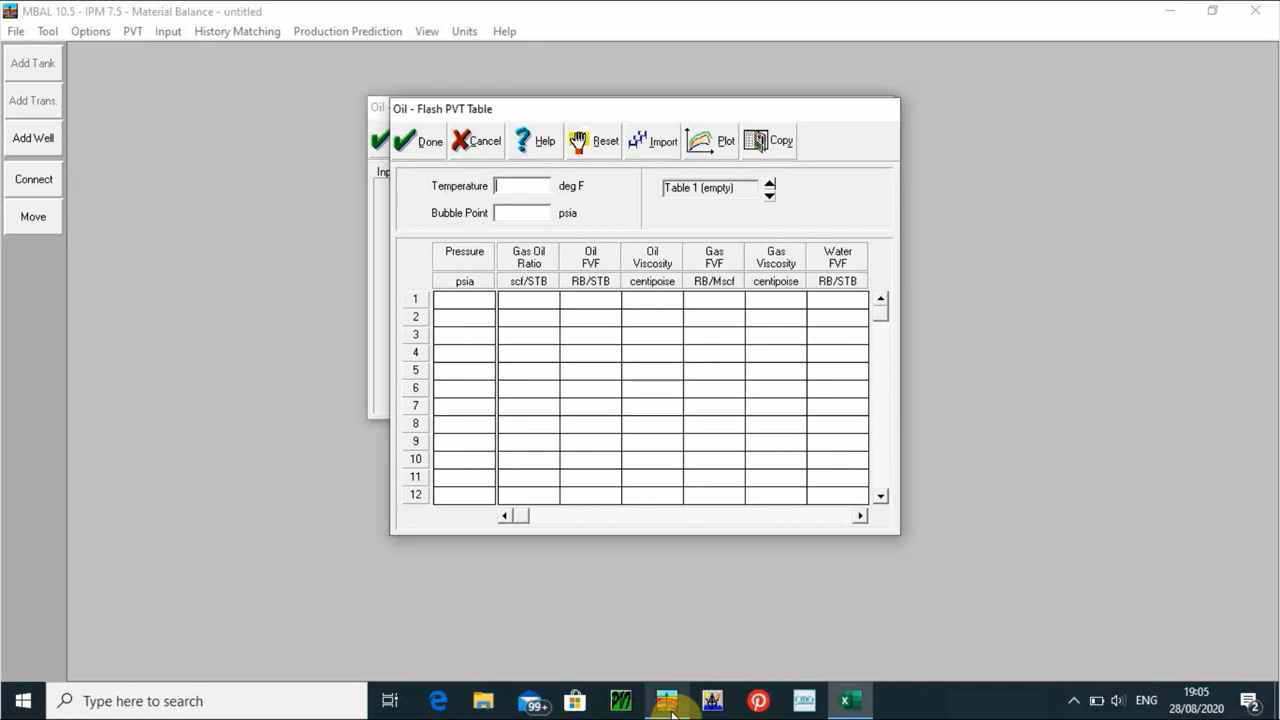 MBAL 10.5 - IPM 7.5 - Material Balance - untitled
File Tool Options PVT Input History Matching Production Prediction View Units Help
Add Tank
Add Trans.
Add Well
Connect
Move
Oil -
Oil - Flash PVT Table
Done Cancel Help Reset Import Plot Copy
Inp
Temperature deg F Table 1 (empty)
Bubble Point psia
Pressure Gas Oil Ratio Oil FVF Oil Viscosity Gas FVF Gas Viscosity Water FVF
psia scf/STB RB/STB centipoise RB/Mscf centipoise RB/STB
1
2
3
4
5
6
7
8
9
10
11
12
Type here to search
99+
ENG
19:05
28/08/2020
2